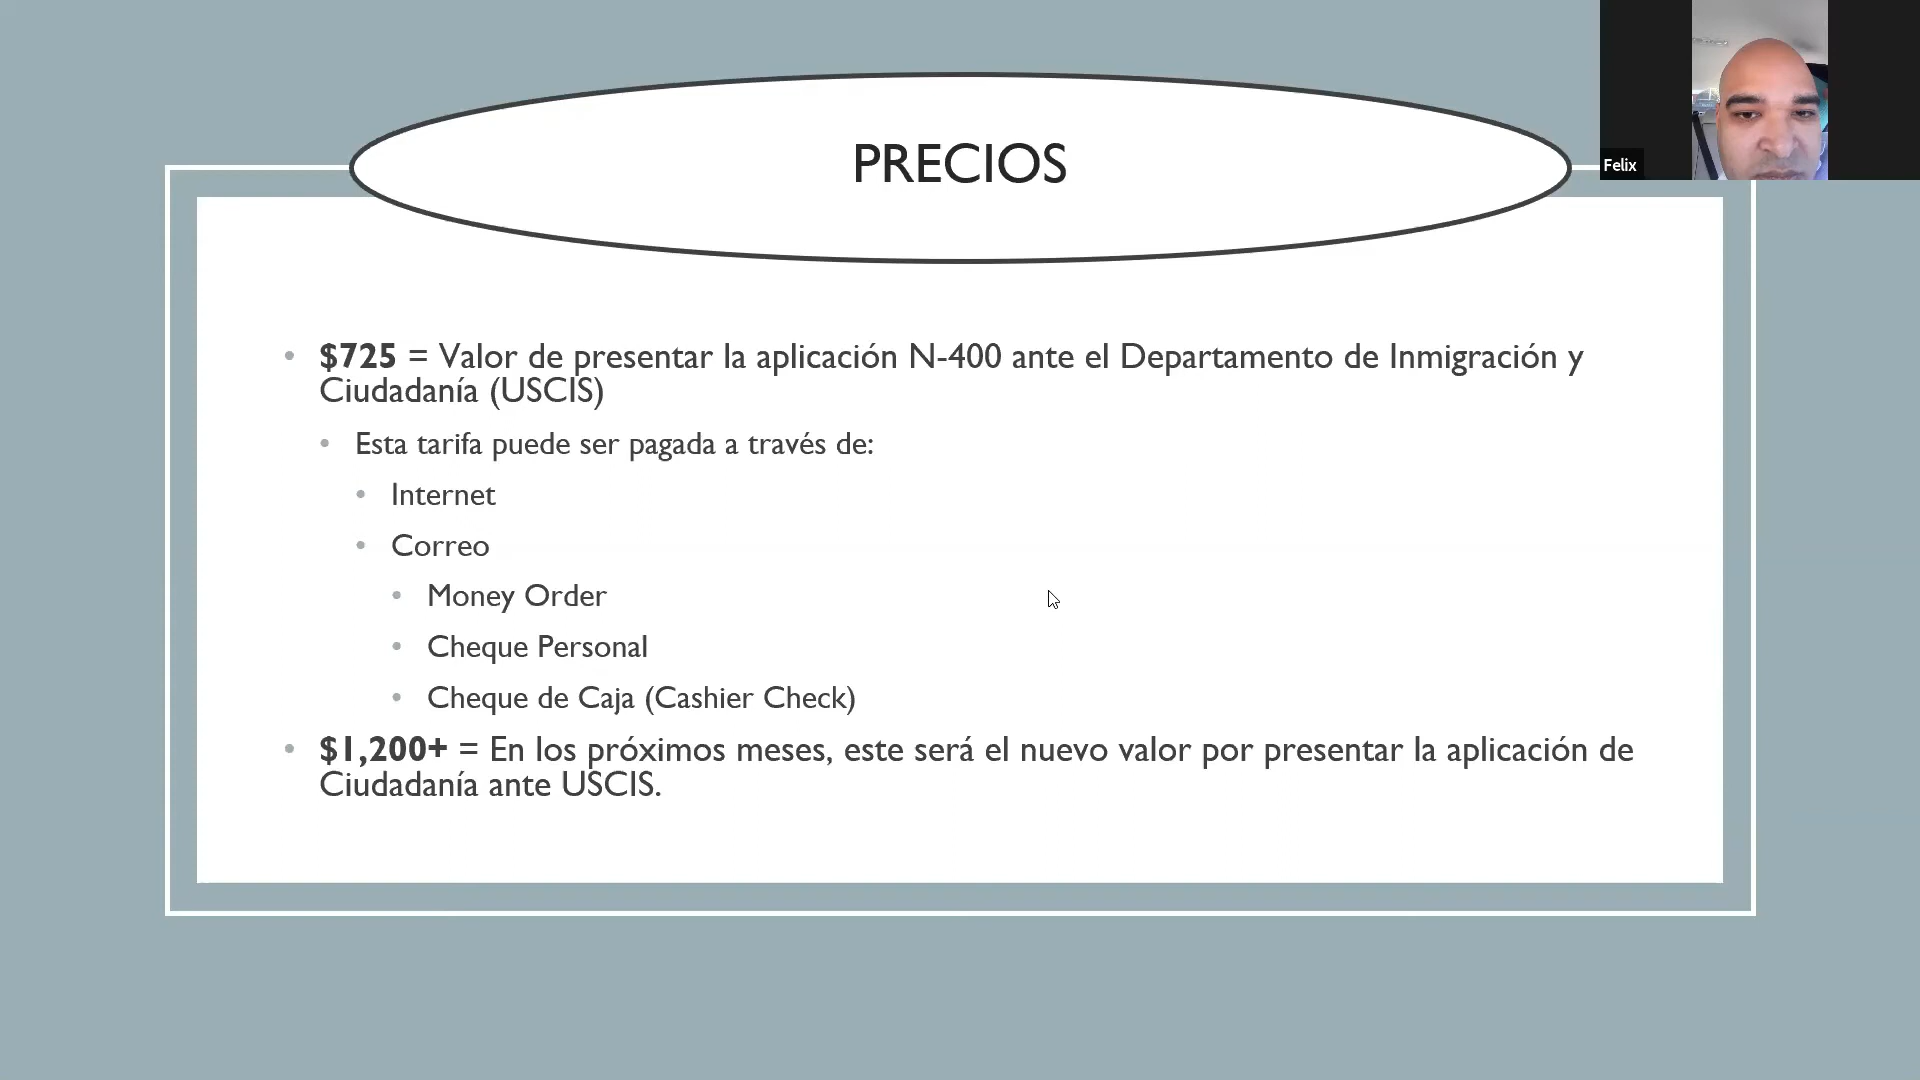 PRECIOS
Felix
• $725 = Valor de presentar la aplicación N-400 ante el Departamento de Inmigración y
Ciudadanía (USCIS)
• Esta tarifa puede ser pagada a través de:
• Internet
• Correo
• Money Order
• Cheque Personal
• Cheque de Caja (Cashier Check)
• $1,200+ = En los próximos meses, este será el nuevo valor por presentar la aplicación de
Ciudadanía ante USCIS.